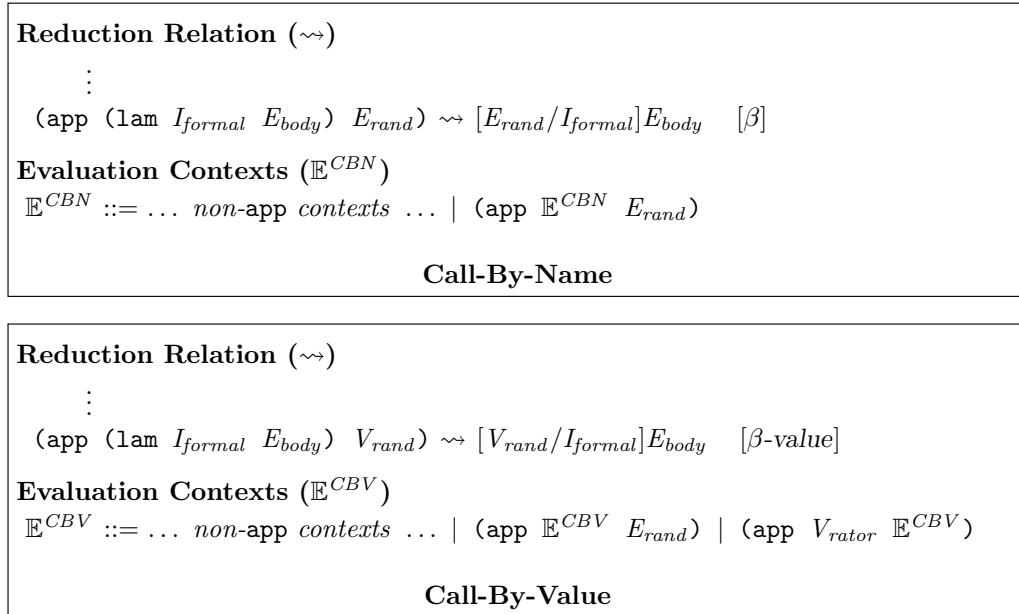 Reduction Relation (⇝)
⋮
(app (lam I_formal E_body) E_rand) ⇝ [E_rand/I_formal]E_body [β]
Evaluation Contexts (𝔼^CBN)
𝔼^CBN ::= … non-app contexts … | (app 𝔼^CBN E_rand)
Call-By-Name
Reduction Relation (⇝)
⋮
(app (lam I_formal E_body) V_rand) ⇝ [V_rand/I_formal]E_body [β-value]
Evaluation Contexts (𝔼^CBV)
𝔼^CBV ::= … non-app contexts … | (app 𝔼^CBV E_rand) | (app V_rator 𝔼^CBV)
Call-By-Value